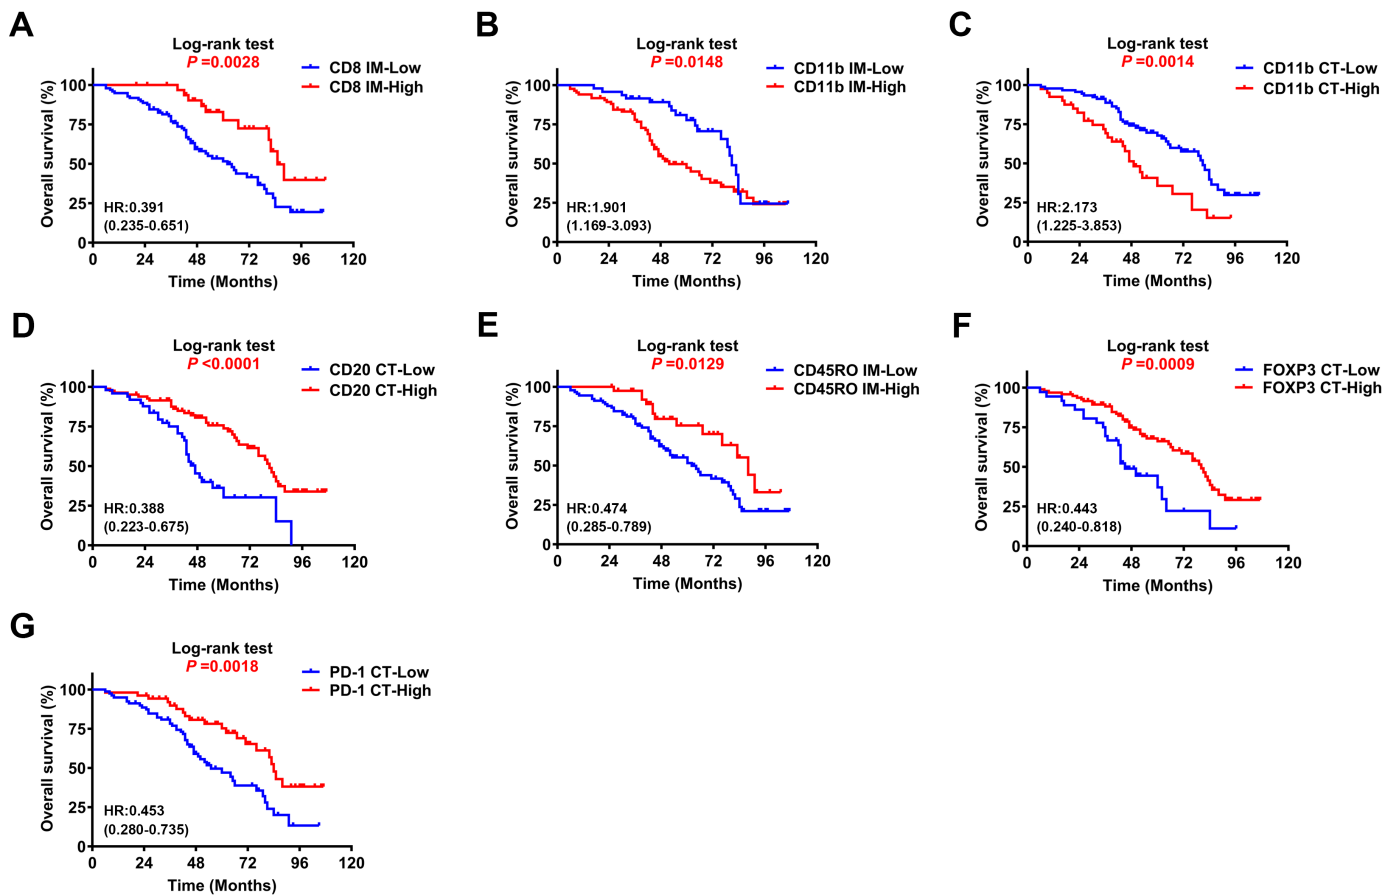 A
Log-rank test
P =0.0028
CD8 IM-Low
CD8 IM-High
Overall survival (%)
100
75
50
25
0
HR:0.391
(0.235-0.651)
0 24 48 72 96 120
Time (Months)
B
Log-rank test
P =0.0148
CD11b IM-Low
CD11b IM-High
Overall survival (%)
100
75
50
25
0
HR:1.901
(1.169-3.093)
0 24 48 72 96 120
Time (Months)
C
Log-rank test
P =0.0014
CD11b CT-Low
CD11b CT-High
Overall survival (%)
100
75
50
25
0
HR:2.173
(1.225-3.853)
0 24 48 72 96 120
Time (Months)
D
Log-rank test
P <0.0001
CD20 CT-Low
CD20 CT-High
Overall survival (%)
100
75
50
25
0
HR:0.388
(0.223-0.675)
0 24 48 72 96 120
Time (Months)
E
Log-rank test
P =0.0129
CD45RO IM-Low
CD45RO IM-High
Overall survival (%)
100
75
50
25
0
HR:0.474
(0.285-0.789)
0 24 48 72 96 120
Time (Months)
F
Log-rank test
P =0.0009
FOXP3 CT-Low
FOXP3 CT-High
Overall survival (%)
100
75
50
25
0
HR:0.443
(0.240-0.818)
0 24 48 72 96 120
Time (Months)
G
Log-rank test
P =0.0018
PD-1 CT-Low
PD-1 CT-High
Overall survival (%)
100
75
50
25
0
HR:0.453
(0.280-0.735)
0 24 48 72 96 120
Time (Months)